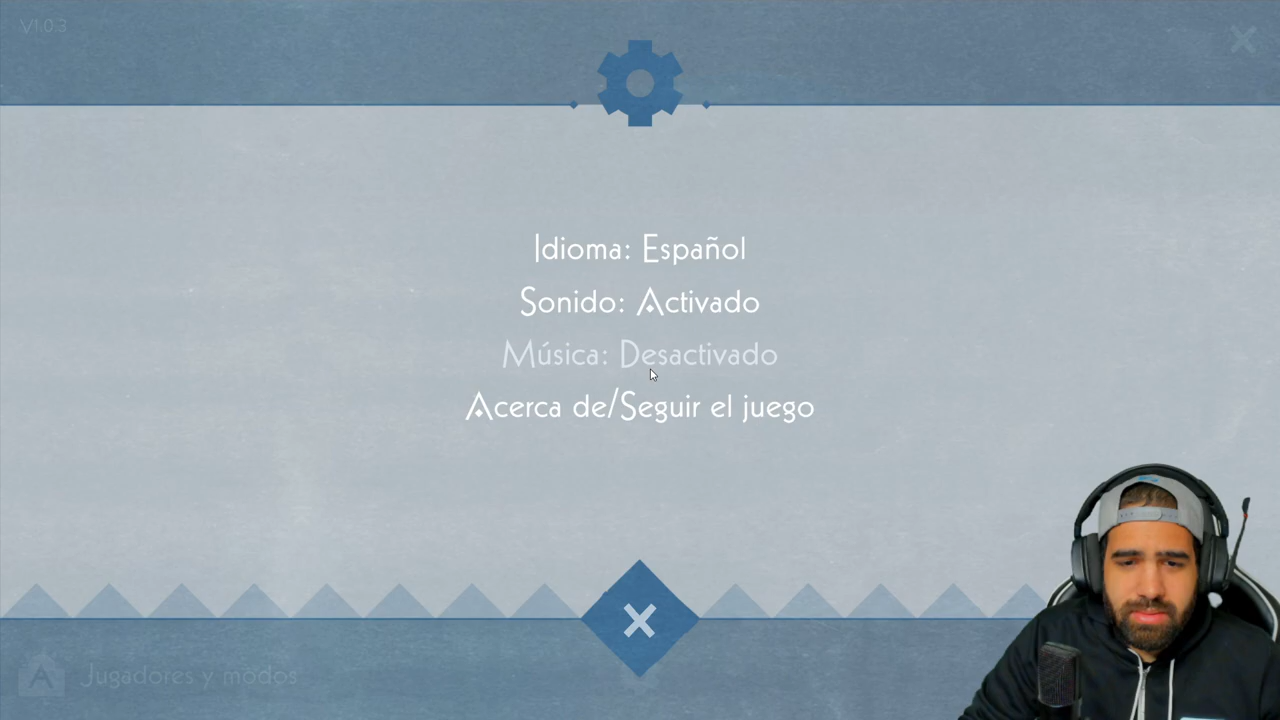 V1.0.3
Idioma: Español
Sonido: Activado
Música: Desactivado
Acerca de/Seguir el juego
A Jugadores y modos